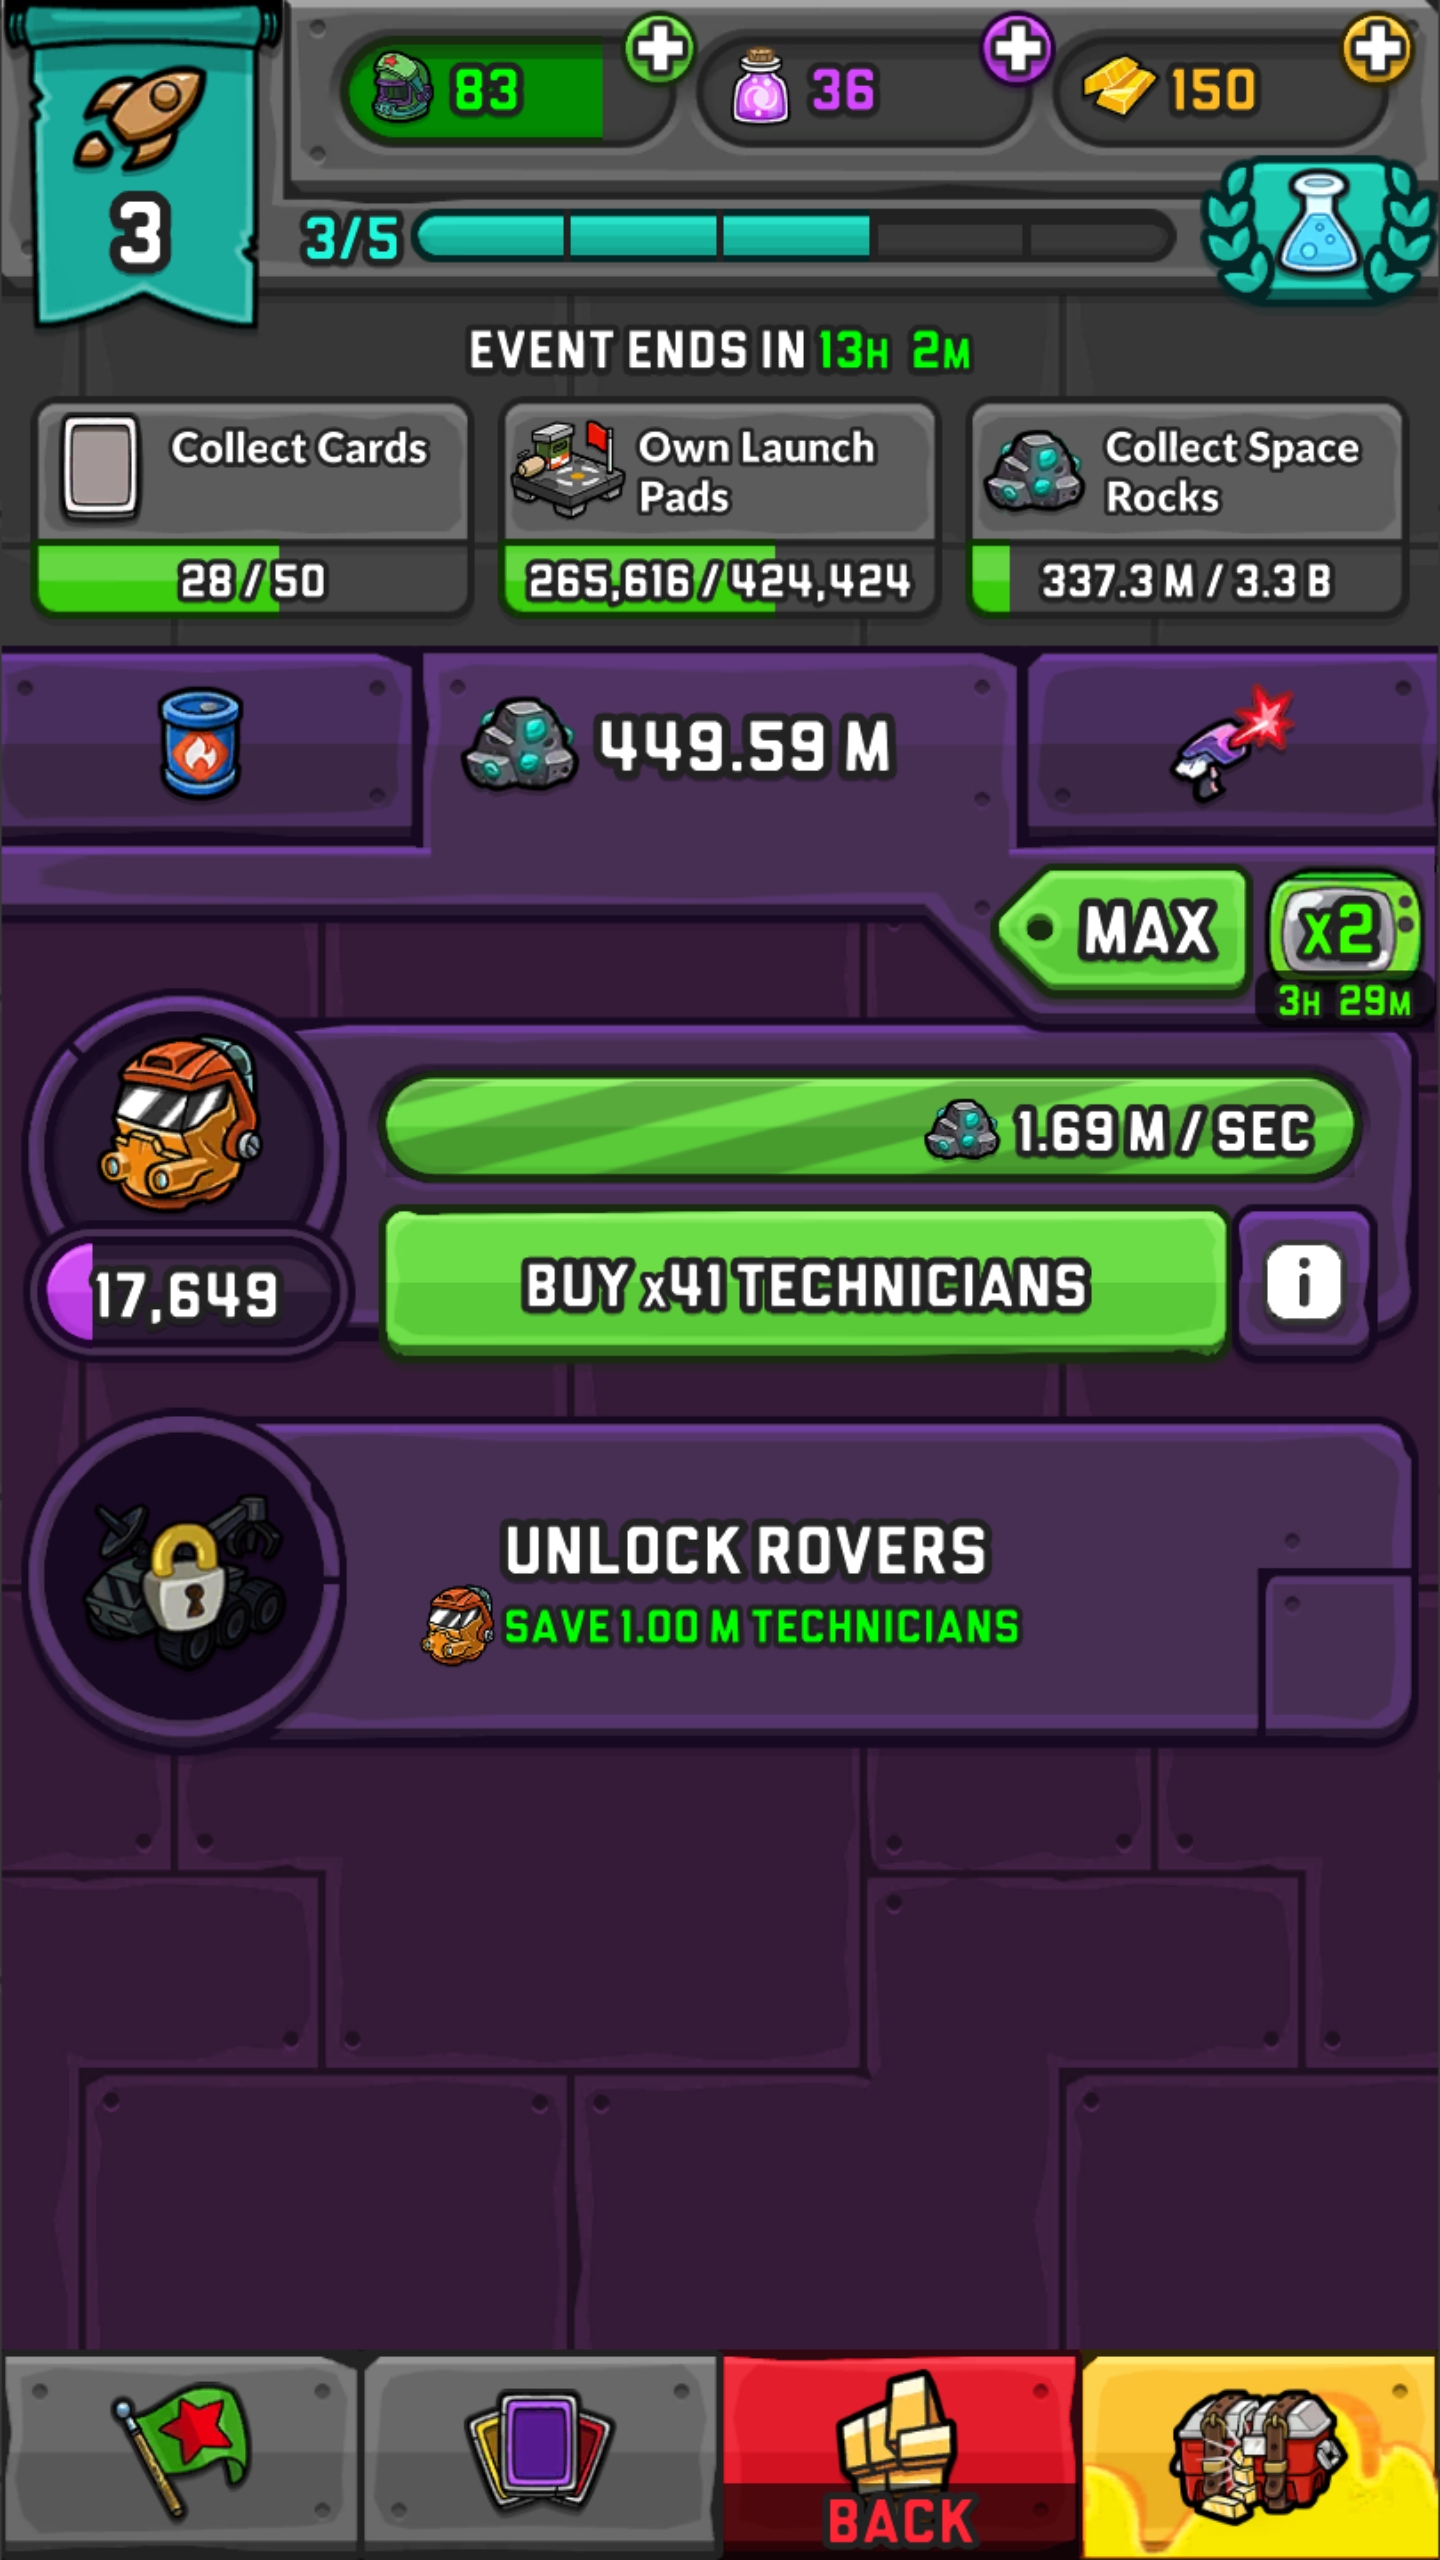 83
36
150
3
3/5
EVENT ENDS IN 13H 2M
Collect Cards
28/50
Own Launch
Pads
265,616/424,424
Collect Space
Rocks
337.3 M / 3.3 B
449.59 M
MAX
x2
3H 29M
1.69 M / SEC
17,649
BUY x41 TECHNICIANS
i
UNLOCK ROVERS
SAVE 1.00 M TECHNICIANS
BACK